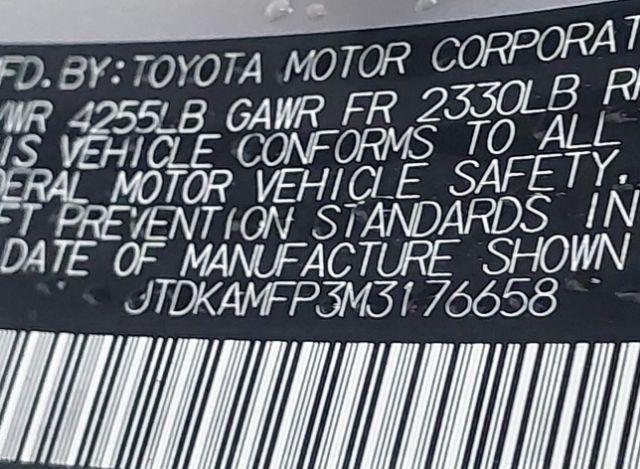 FD. BY: TOYOTA MOTOR CORPORAT
WR 4255LB GAWR FR 2330LB R
IS VEHICLE CONFORMS TO ALL
DERAL MOTOR VEHICLE SAFETY,
FT PREVENTION STANDARDS IN
DATE OF MANUFACTURE SHOWN
JTDKAMFP3M3176658